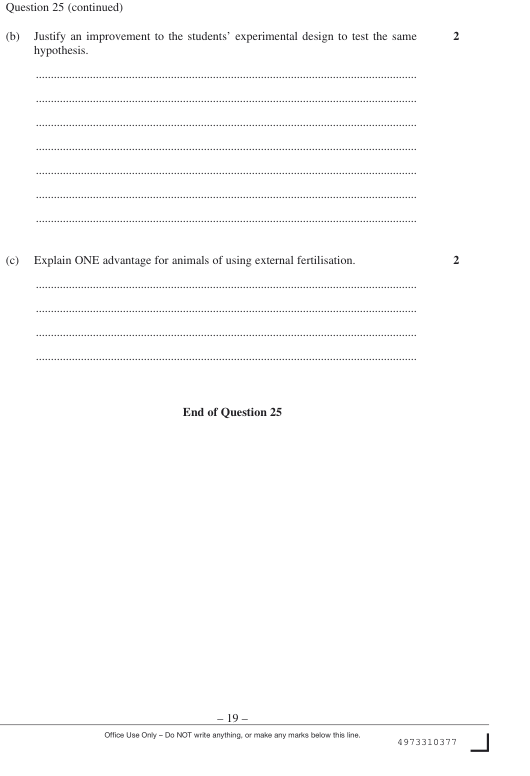 Question 25 (continued)
(b) Justify an improvement to the students’ experimental design to test the same 2
hypothesis.
...............................................................................................................................
...............................................................................................................................
...............................................................................................................................
...............................................................................................................................
...............................................................................................................................
...............................................................................................................................
...............................................................................................................................
(c) Explain ONE advantage for animals of using external fertilisation. 2
...............................................................................................................................
...............................................................................................................................
...............................................................................................................................
...............................................................................................................................
End of Question 25
– 19 –
Office Use Only – Do NOT write anything, or make any marks below this line.
4973310377